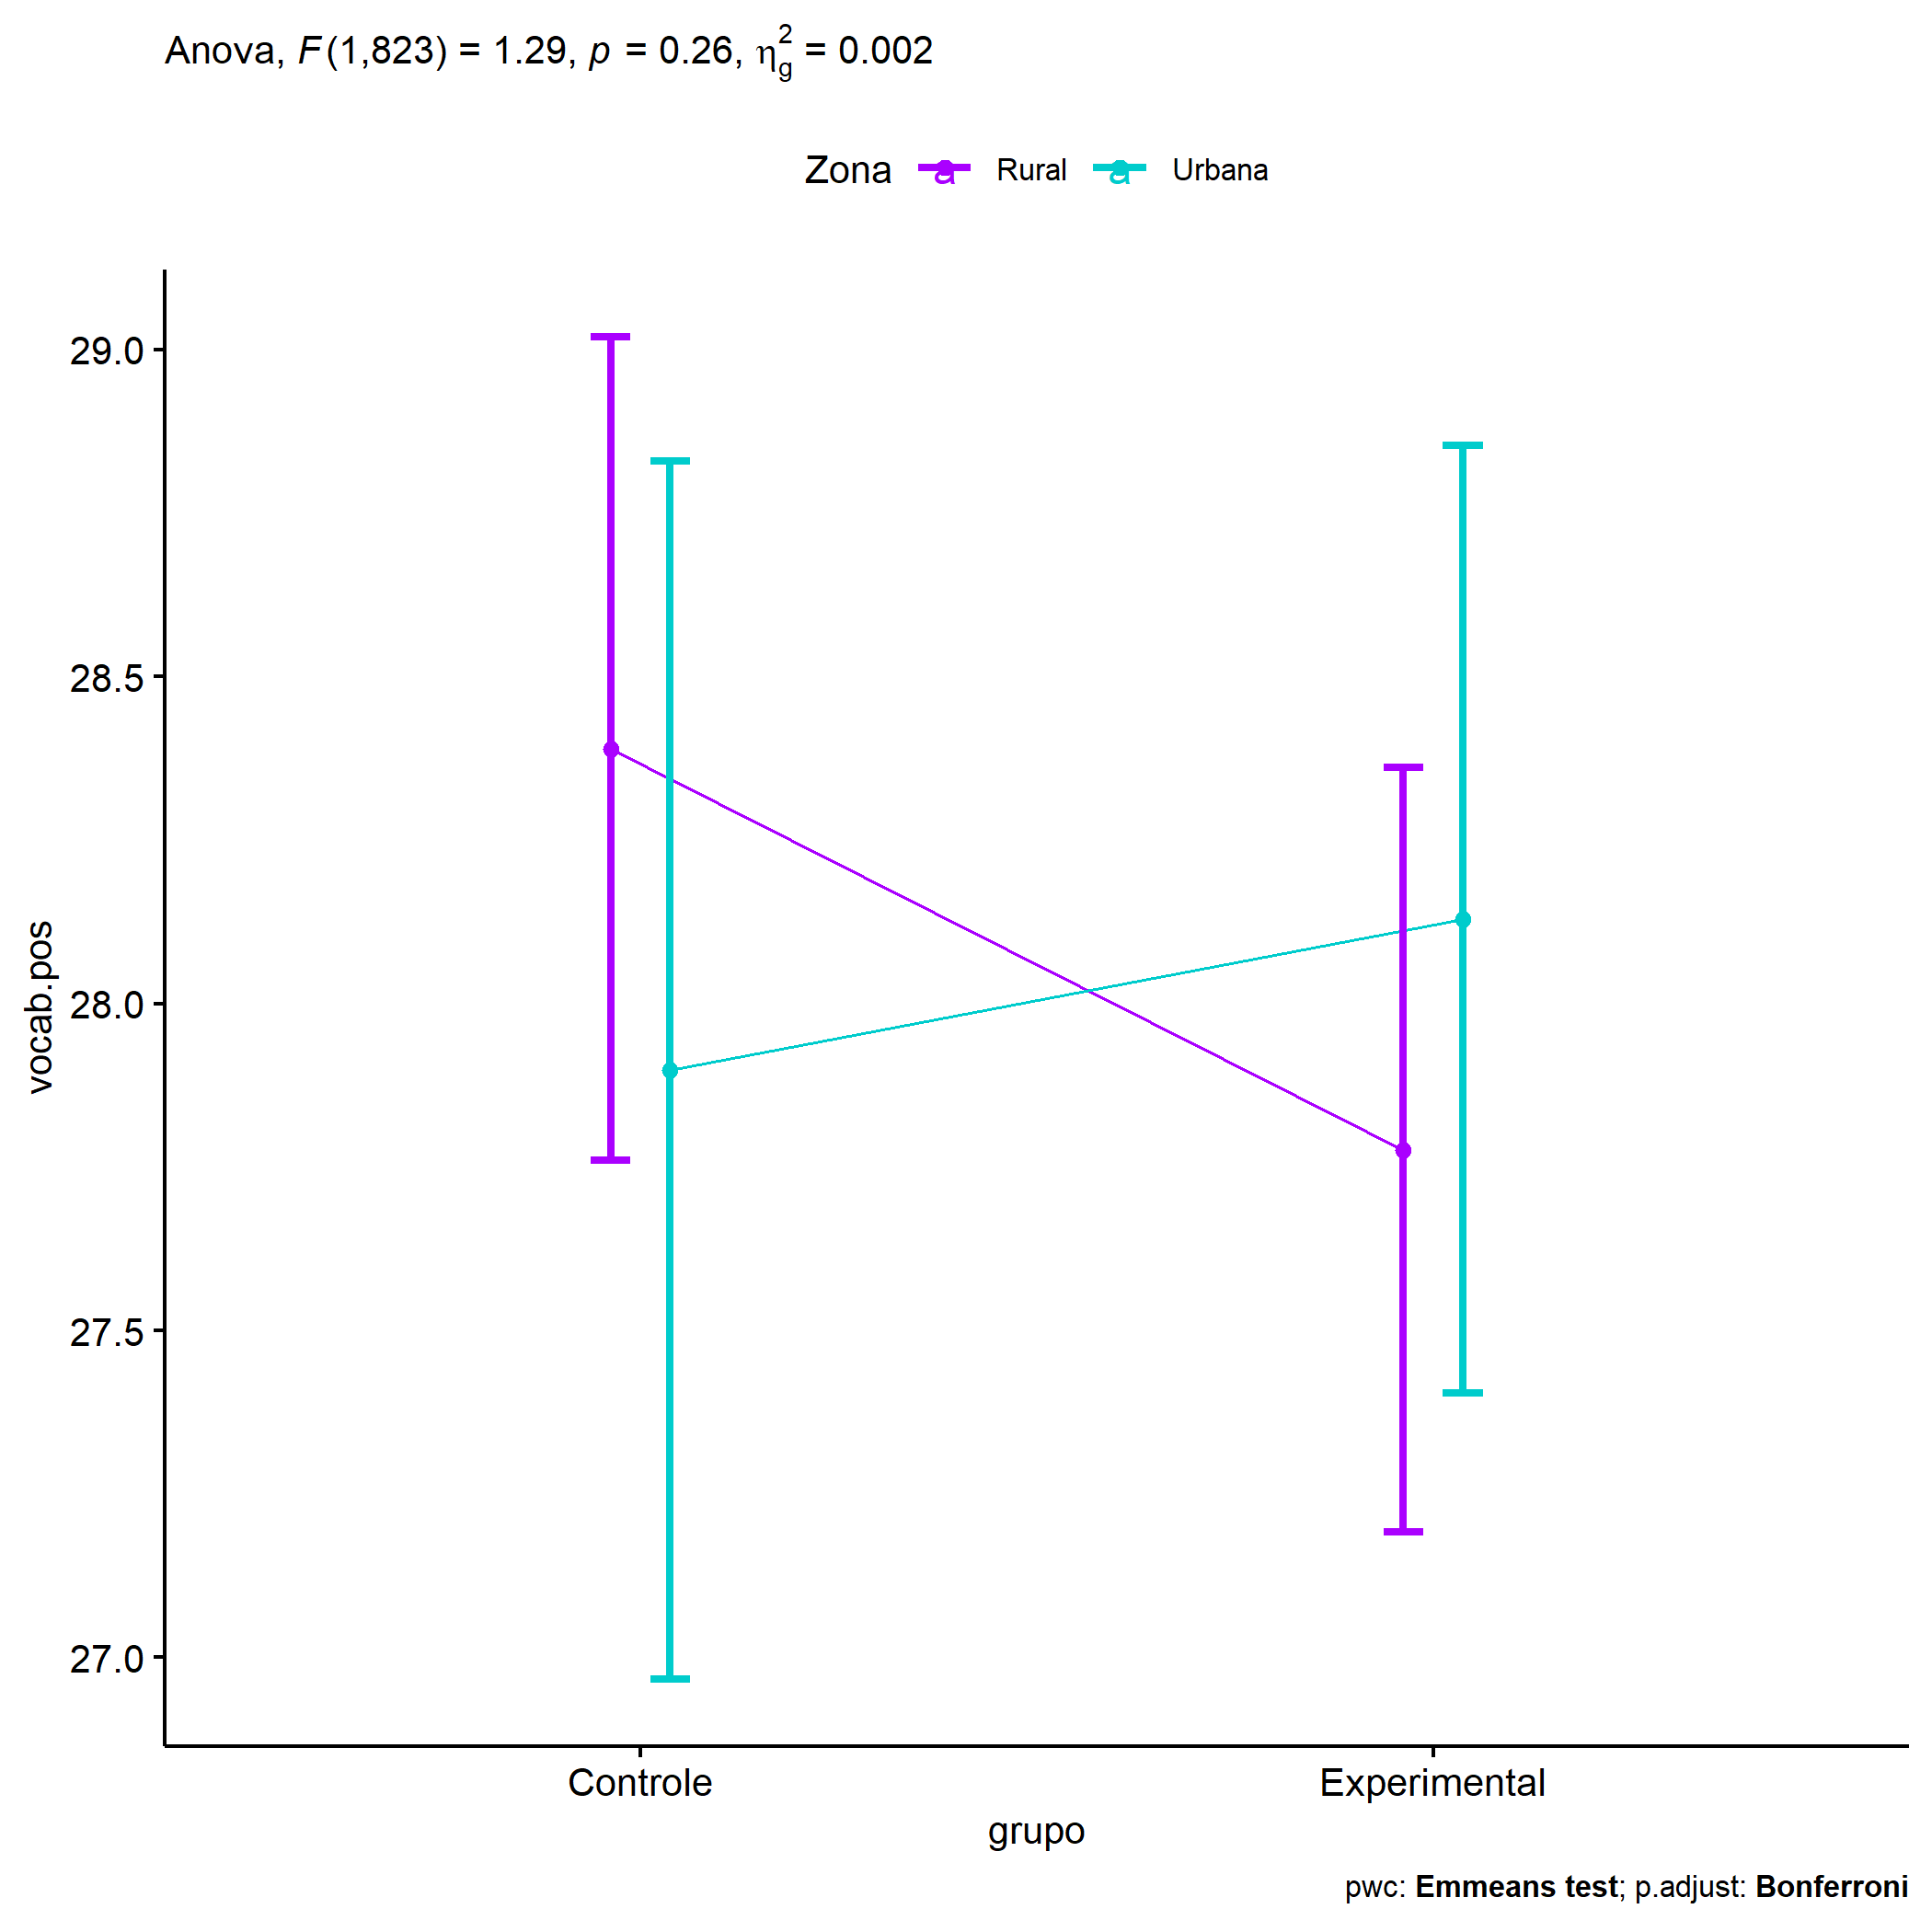 Anova, F(1,823) = 1.29, p = 0.26, η²g = 0.002
Zona a Rural a Urbana
29.0
28.5
28.0
27.5
27.0
vocab.pos
Controle Experimental
grupo
pwc: Emmeans test; p.adjust: Bonferroni